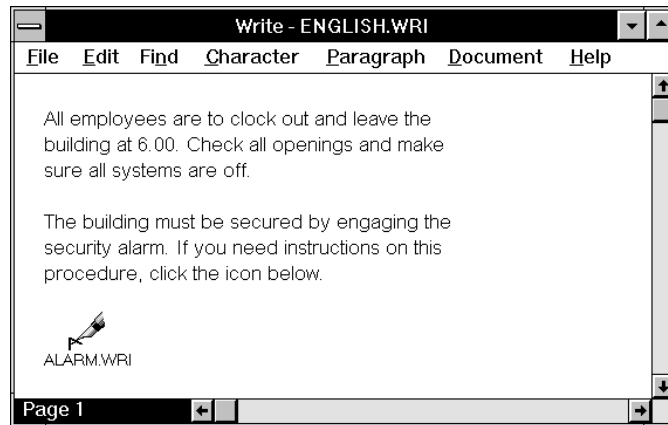 Write - ENGLISH.WRI
File Edit Find Character Paragraph Document Help
All employees are to clock out and leave the
building at 6.00. Check all openings and make
sure all systems are off.
The building must be secured by engaging the
security alarm. If you need instructions on this
procedure, click the icon below.
ALARM.WRI
Page 1